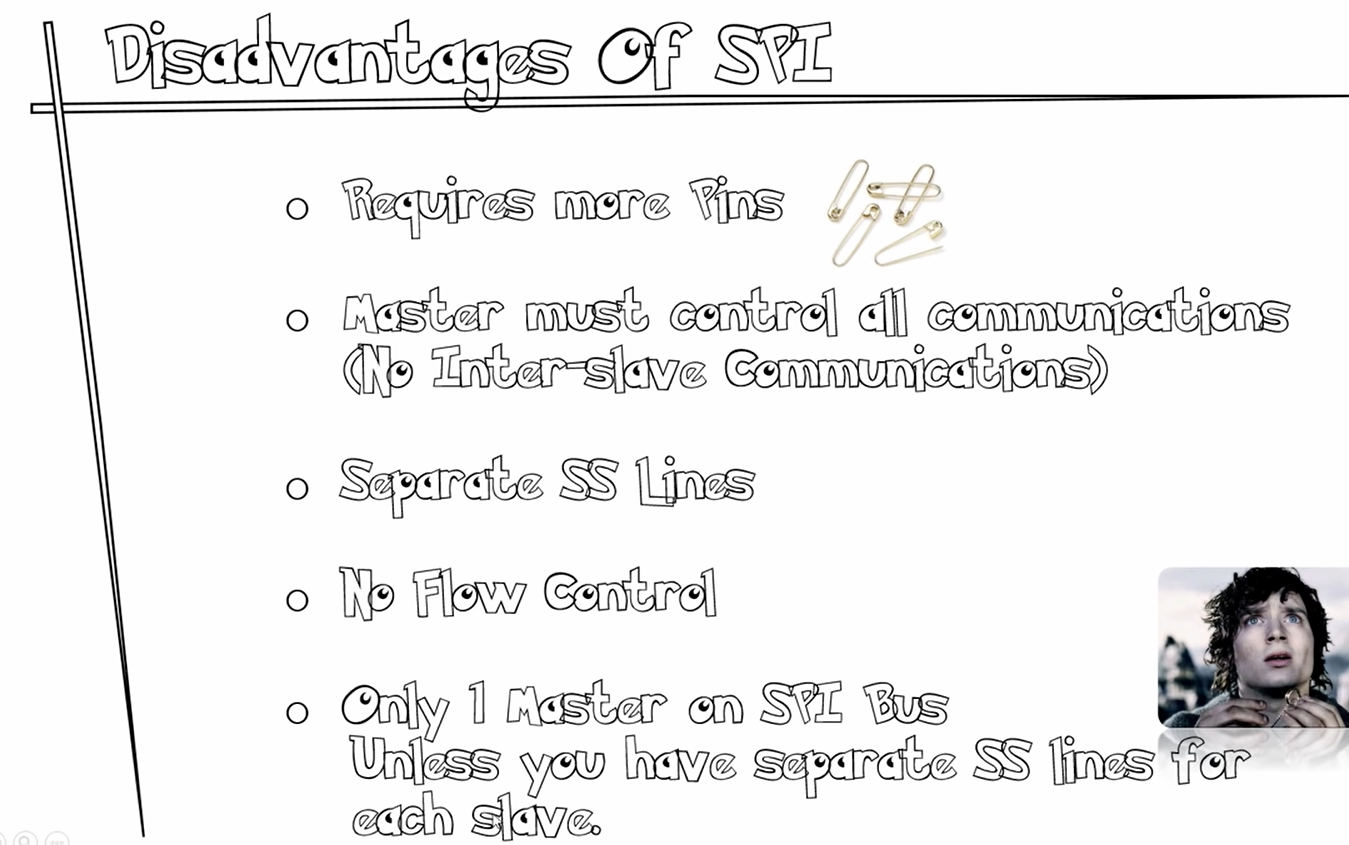 Disadvantages Of SPI
Requires more Pins
Master must control all communications
(No Inter-slave Communications)
Separate SS Lines
No Flow Control
Only 1 Master on SPI Bus
Unless you have separate SS lines for
each slave.